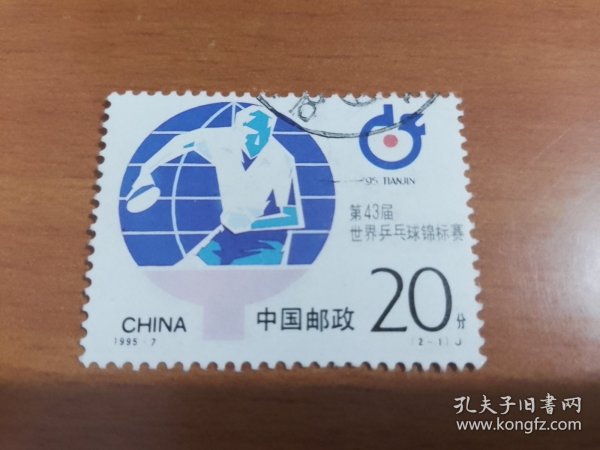 '95 TIANJIN
第43届
世界乒乓球锦标赛
CHINA
中国邮政
20分
1995-7
(2-1)J
孔夫子旧书网
www.kongfz.com